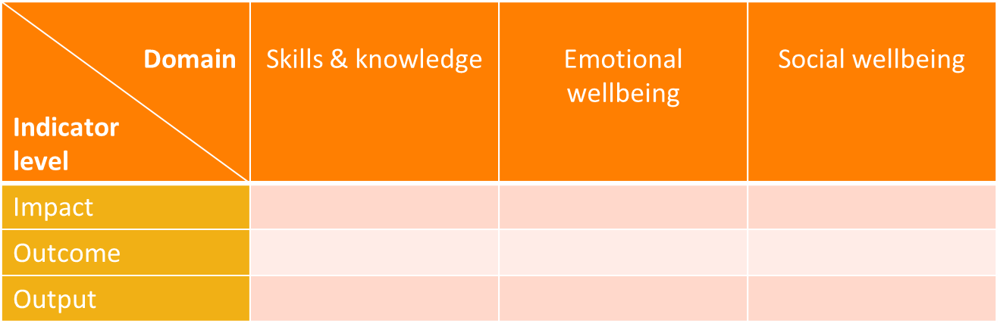 Domain
Indicator
level
Skills & knowledge
Emotional
wellbeing
Social wellbeing
Impact
Outcome
Output